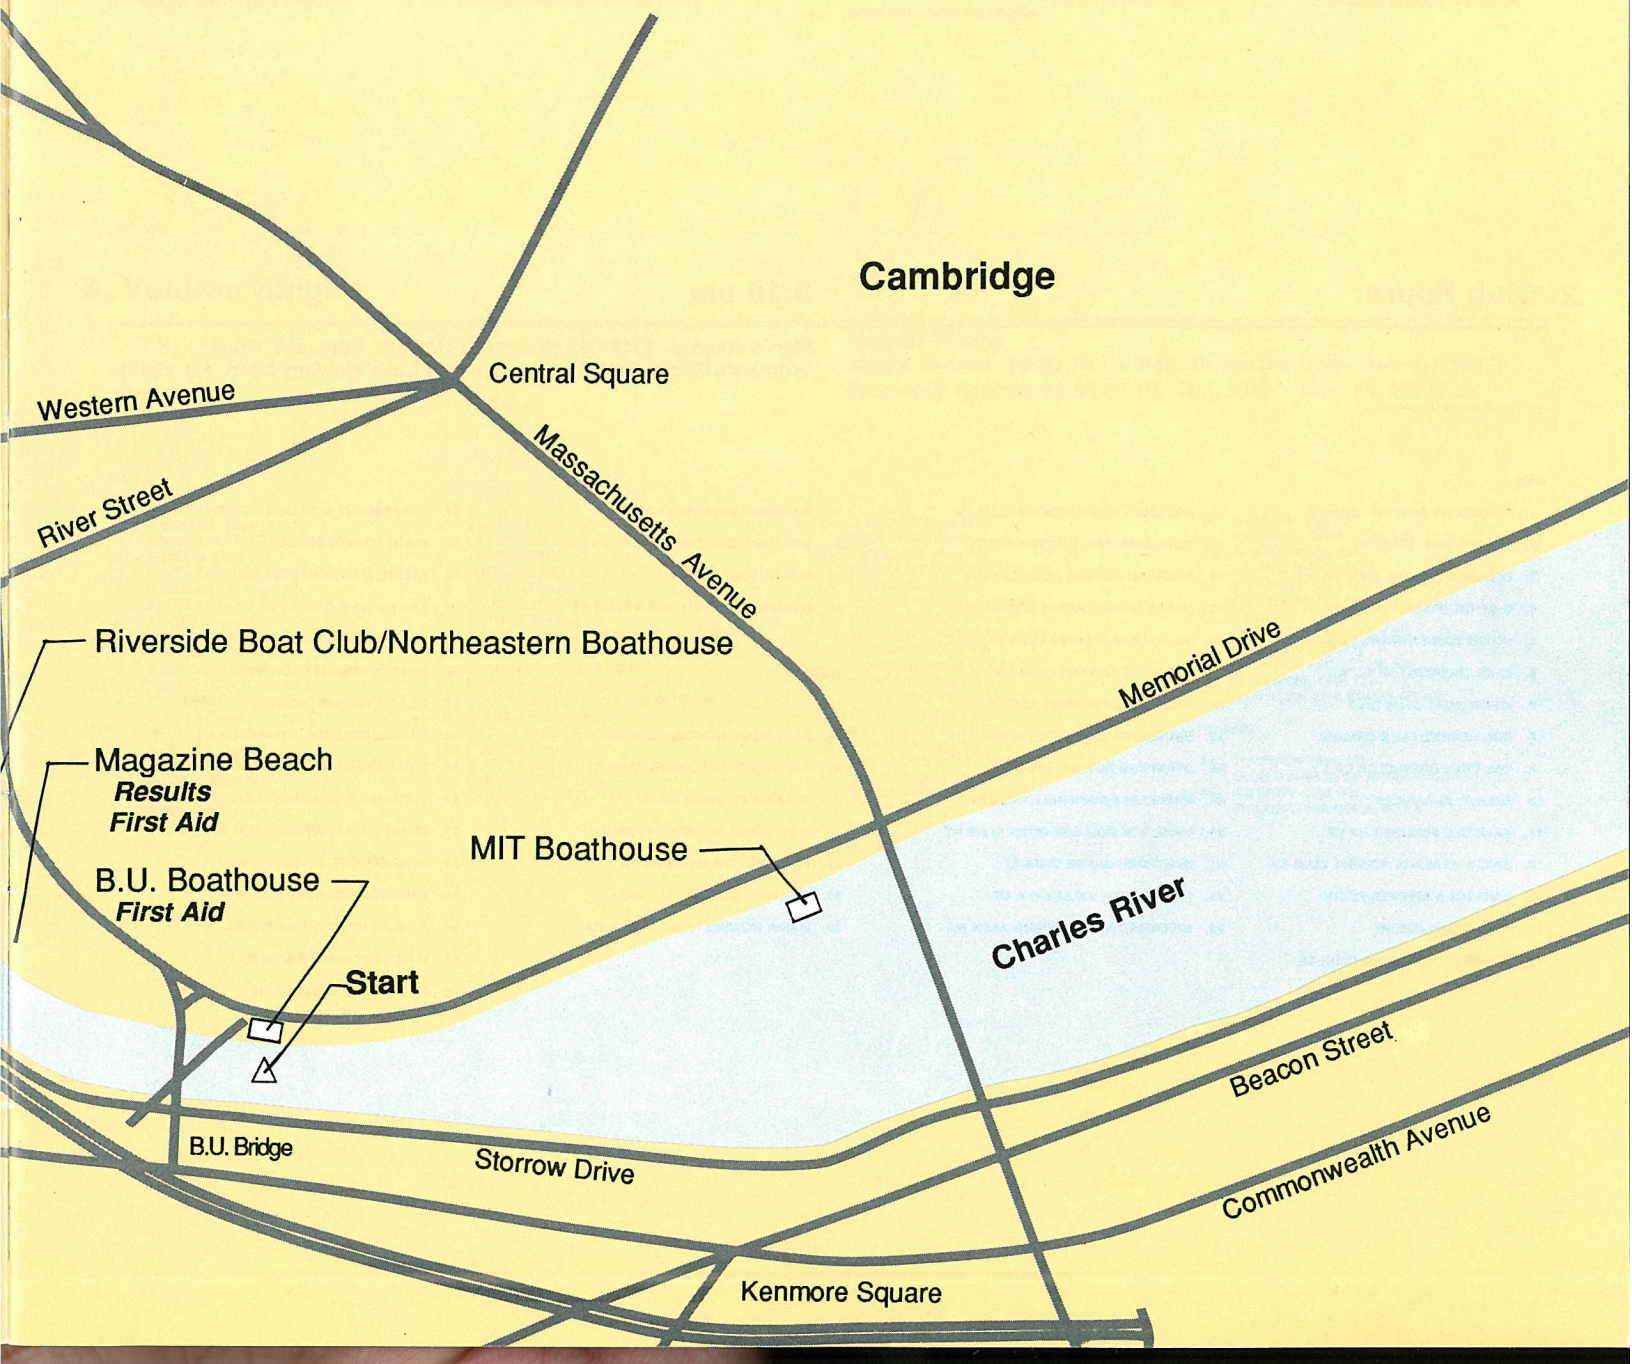 Cambridge
Central Square
Western Avenue
Massachusetts Avenue
River Street
Riverside Boat Club/Northeastern Boathouse
Memorial Drive
Magazine Beach
Results
First Aid
MIT Boathouse
B.U. Boathouse
First Aid
Charles River
Start
Beacon Street
B.U. Bridge
Storrow Drive
Commonwealth Avenue
Kenmore Square